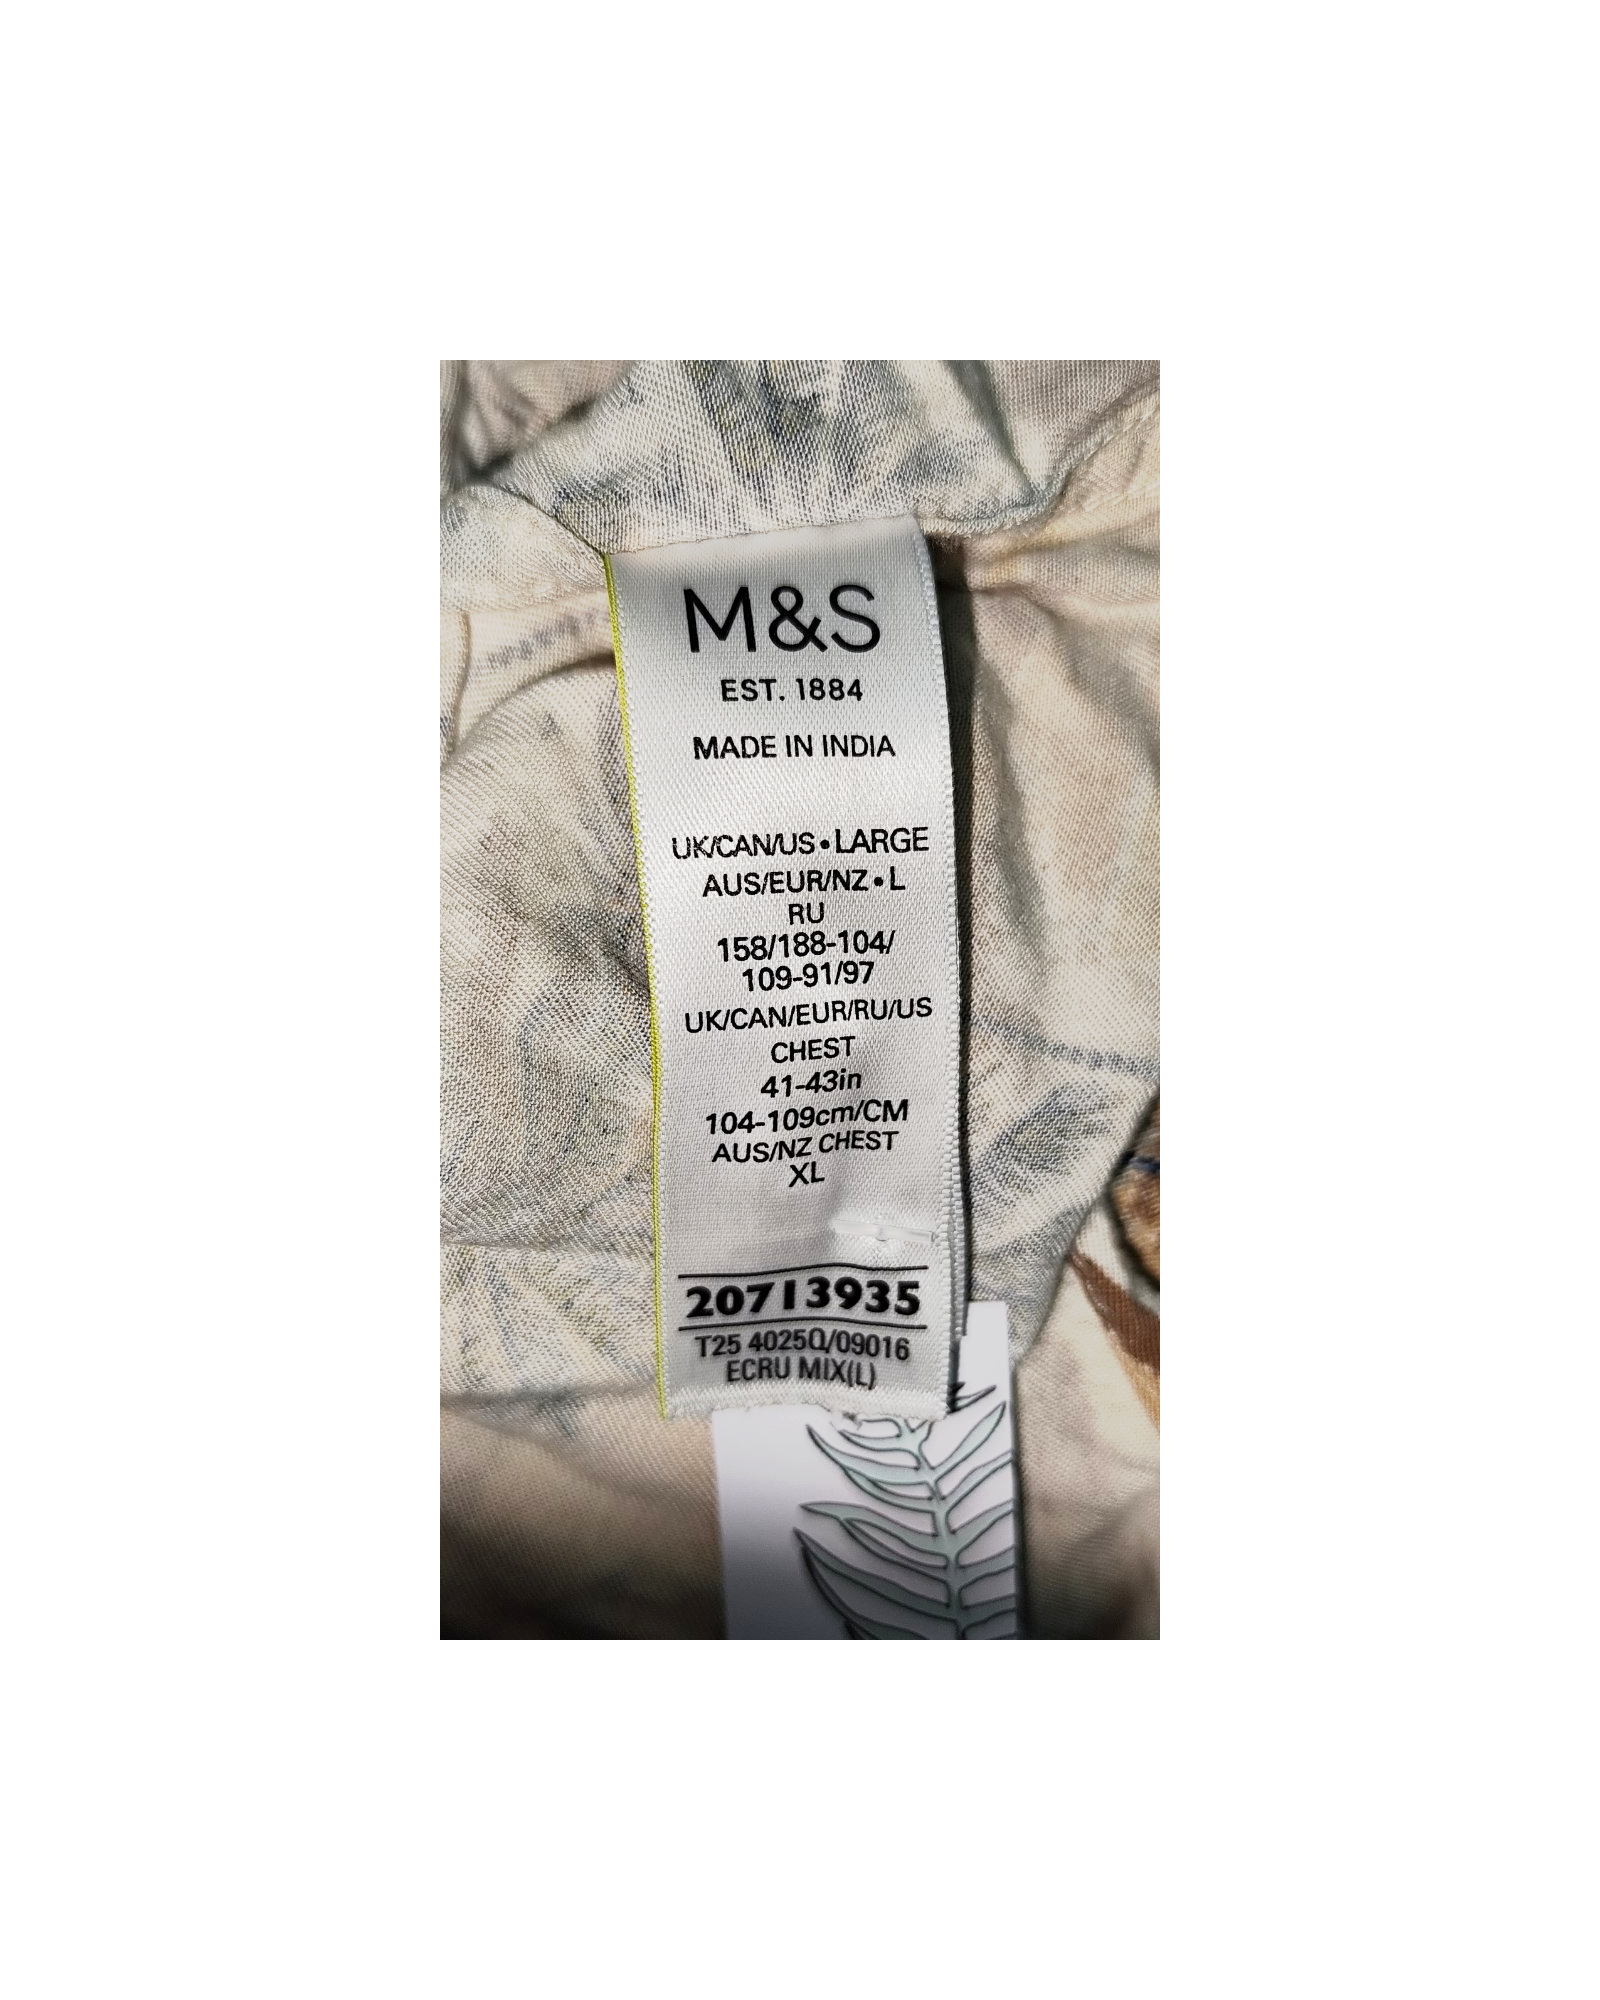 M&S
EST. 1884
MADE IN INDIA
UK/CAN/US•LARGE
AUS/EUR/NZ•L
RU
158/188-104/
109-91/97
UK/CAN/EUR/RU/US
CHEST
41-43in
104-109cm/CM
AUS/NZ CHEST
XL
20713935
T25 4025Q/09016
ECRU MIX(L)